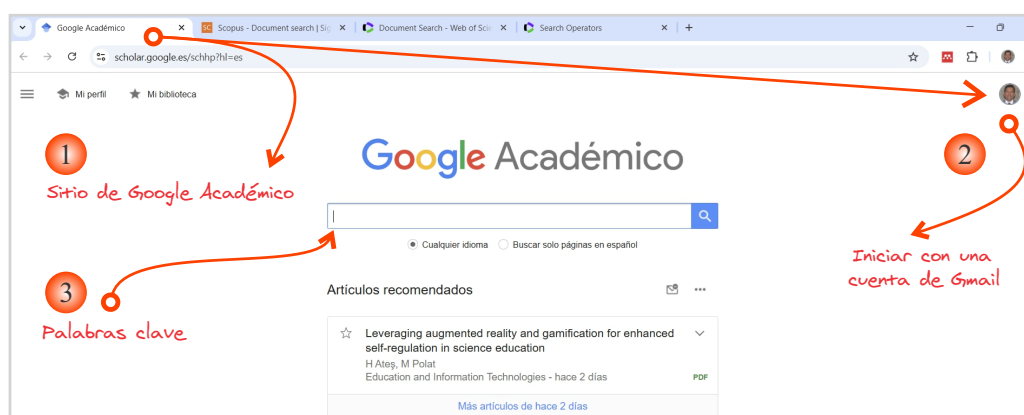 Google Académico
Scopus - Document search | Sig
Document Search - Web of Scie
Search Operators
scholar.google.es/schhp?hl=es
Mi perfil
Mi biblioteca
1
Sitio de Google Académico
Google Académico
2
Iniciar con una
cuenta de Gmail
Cualquier idioma
Buscar solo páginas en español
3
Palabras clave
Artículos recomendados
Leveraging augmented reality and gamification for enhanced
self-regulation in science education
H Ateş, M Polat
Education and Information Technologies - hace 2 días
PDF
Más artículos de hace 2 días